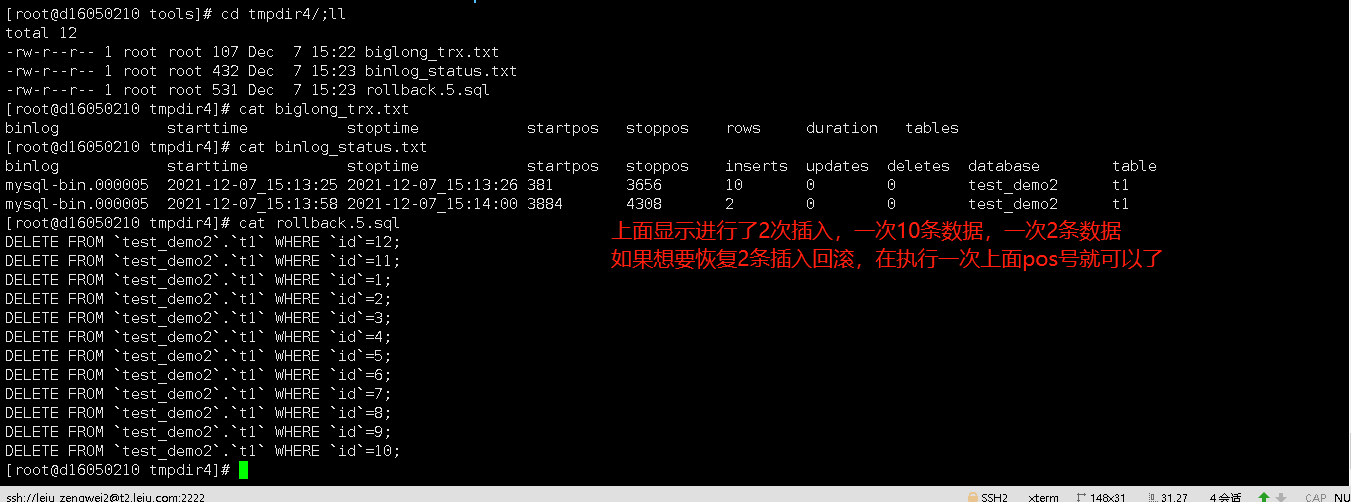 [root@d16050210 tools]# cd tmpdir4/;ll
total 12
-rw-r--r-- 1 root root 107 Dec  7 15:22 biglong_trx.txt
-rw-r--r-- 1 root root 432 Dec  7 15:23 binlog_status.txt
-rw-r--r-- 1 root root 531 Dec  7 15:23 rollback.5.sql
[root@d16050210 tmpdir4]# cat biglong_trx.txt
binlog            starttime           stoptime            startpos   stoppos    rows     duration   tables
[root@d16050210 tmpdir4]# cat binlog_status.txt
binlog            starttime           stoptime            startpos   stoppos    inserts  updates  deletes  database        table
mysql-bin.000005  2021-12-07_15:13:25 2021-12-07_15:13:26 381        3656       10       0        0        test_demo2      t1
mysql-bin.000005  2021-12-07_15:13:58 2021-12-07_15:14:00 3884       4308       2        0        0        test_demo2      t1
[root@d16050210 tmpdir4]# cat rollback.5.sql
上面显示进行了2次插入，一次10条数据，一次2条数据
DELETE FROM `test_demo2`.`t1` WHERE `id`=12;
DELETE FROM `test_demo2`.`t1` WHERE `id`=11;
如果想要恢复2条插入回滚，在执行一次上面pos号就可以了
DELETE FROM `test_demo2`.`t1` WHERE `id`=1;
DELETE FROM `test_demo2`.`t1` WHERE `id`=2;
DELETE FROM `test_demo2`.`t1` WHERE `id`=3;
DELETE FROM `test_demo2`.`t1` WHERE `id`=4;
DELETE FROM `test_demo2`.`t1` WHERE `id`=5;
DELETE FROM `test_demo2`.`t1` WHERE `id`=6;
DELETE FROM `test_demo2`.`t1` WHERE `id`=7;
DELETE FROM `test_demo2`.`t1` WHERE `id`=8;
DELETE FROM `test_demo2`.`t1` WHERE `id`=9;
DELETE FROM `test_demo2`.`t1` WHERE `id`=10;
[root@d16050210 tmpdir4]#
ssh://leju_zengwei2@t2.leju.com:2222 SSH2 xterm 148x31 31,27 4 会话 CAP NU